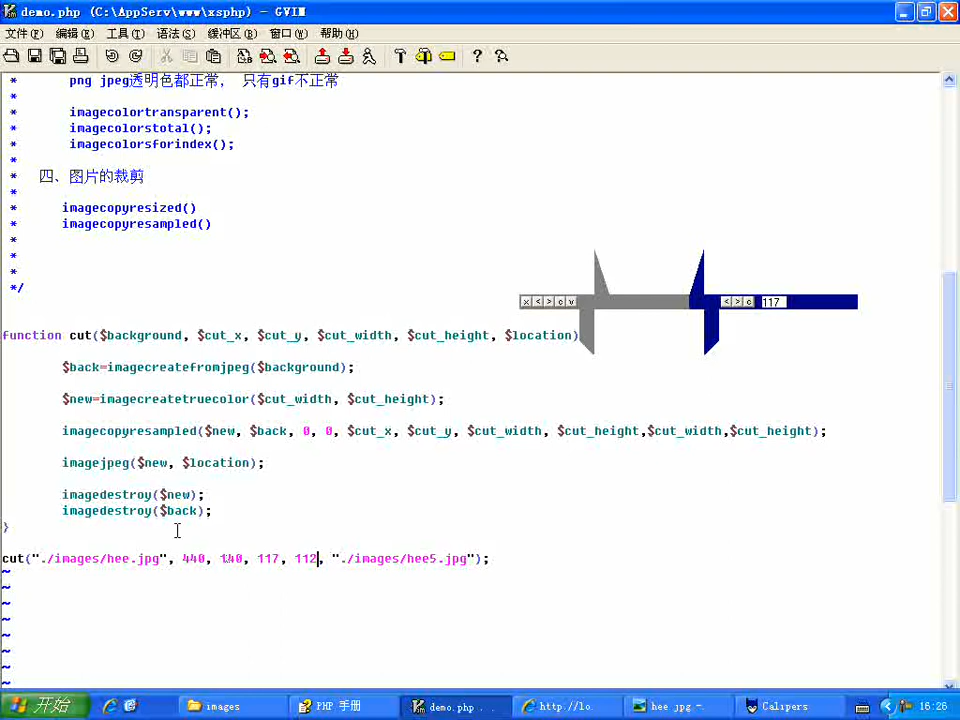 demo.php (C:\AppServ\www\xsphp) - GVIM
文件(F) 编辑(E) 工具(T) 语法(S) 缓冲区(B) 窗口(W) 帮助(H)
* png jpeg透明色都正常， 只有gif不正常
*
* imagecolortransparent();
* imagecolorstotal();
* imagecolorsforindex();
*
* 四、图片的裁剪
*
* imagecopyresized()
* imagecopyresampled()
*
*
*
*/
x < > c v
< > c 117
function cut($background, $cut_x, $cut_y, $cut_width, $cut_height, $location)
$back=imagecreatefromjpeg($background);
$new=imagecreatetruecolor($cut_width, $cut_height);
imagecopyresampled($new, $back, 0, 0, $cut_x, $cut_y, $cut_width, $cut_height,$cut_width,$cut_height);
imagejpeg($new, $location);
imagedestroy($new);
imagedestroy($back);
}
cut("./images/hee.jpg", 440, 140, 117, 112, "./images/hee5.jpg");
~
~
~
~
~
~
~
~
开始 images PHP 手册 demo.php ... http://lo... hee jpg -... Calipers 16:26